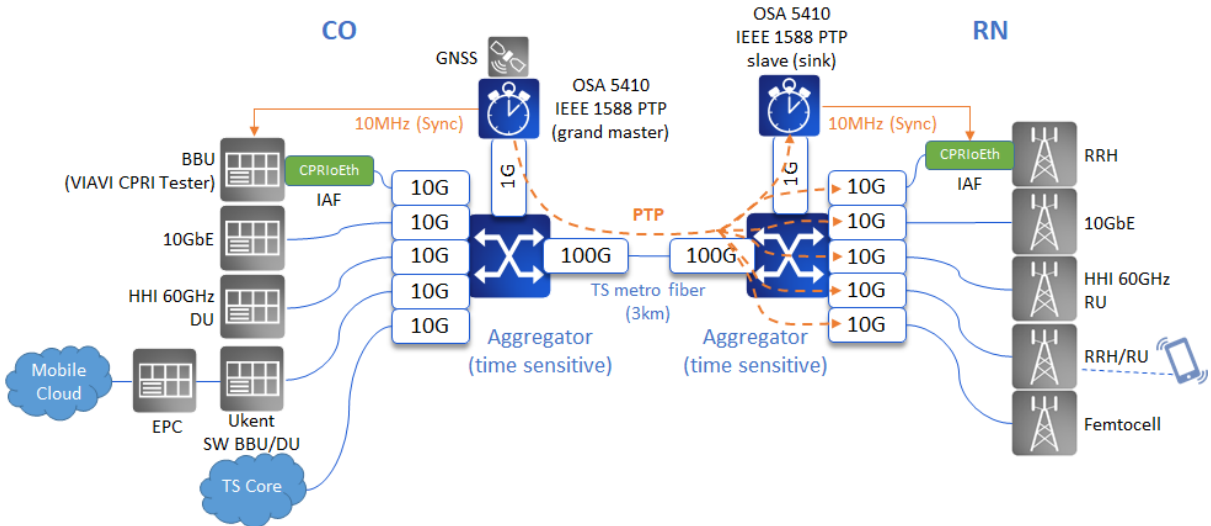 CO
GNSS
OSA 5410
IEEE 1588 PTP
(grand master)
10MHz (Sync)
BBU
(VIAVI CPRI Tester)
CPRIoEth
IAF
10GbE
HHI 60GHz
DU
Mobile
Cloud
EPC
Ukent
SW BBU/DU
TS Core
10G
10G
10G
10G
10G
1G
100G
Aggregator
(time sensitive)
PTP
TS metro fiber
(3km)
RN
OSA 5410
IEEE 1588 PTP
slave (sink)
10MHz (Sync)
1G
100G
Aggregator
(time sensitive)
10G
10G
10G
10G
10G
CPRIoEth
IAF
RRH
10GbE
HHI 60GHz
RU
RRH/RU
Femtocell